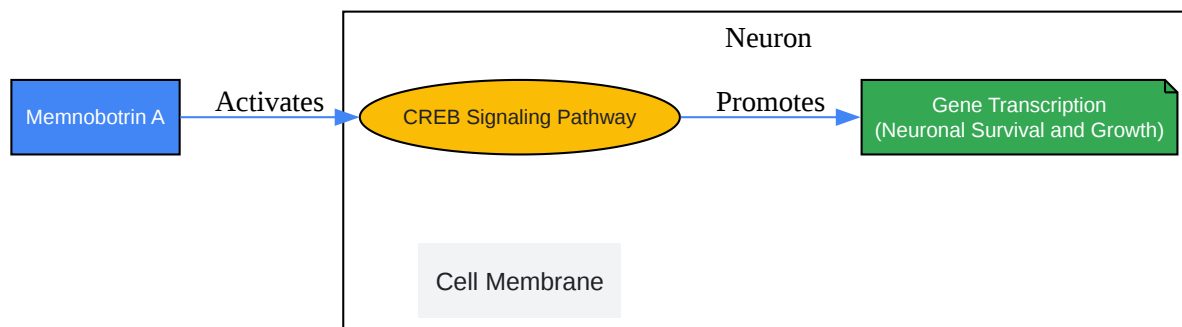 Neuron
Memnobotrin A
Activates
CREB Signaling Pathway
Promotes
Gene Transcription
(Neuronal Survival and Growth)
Cell Membrane